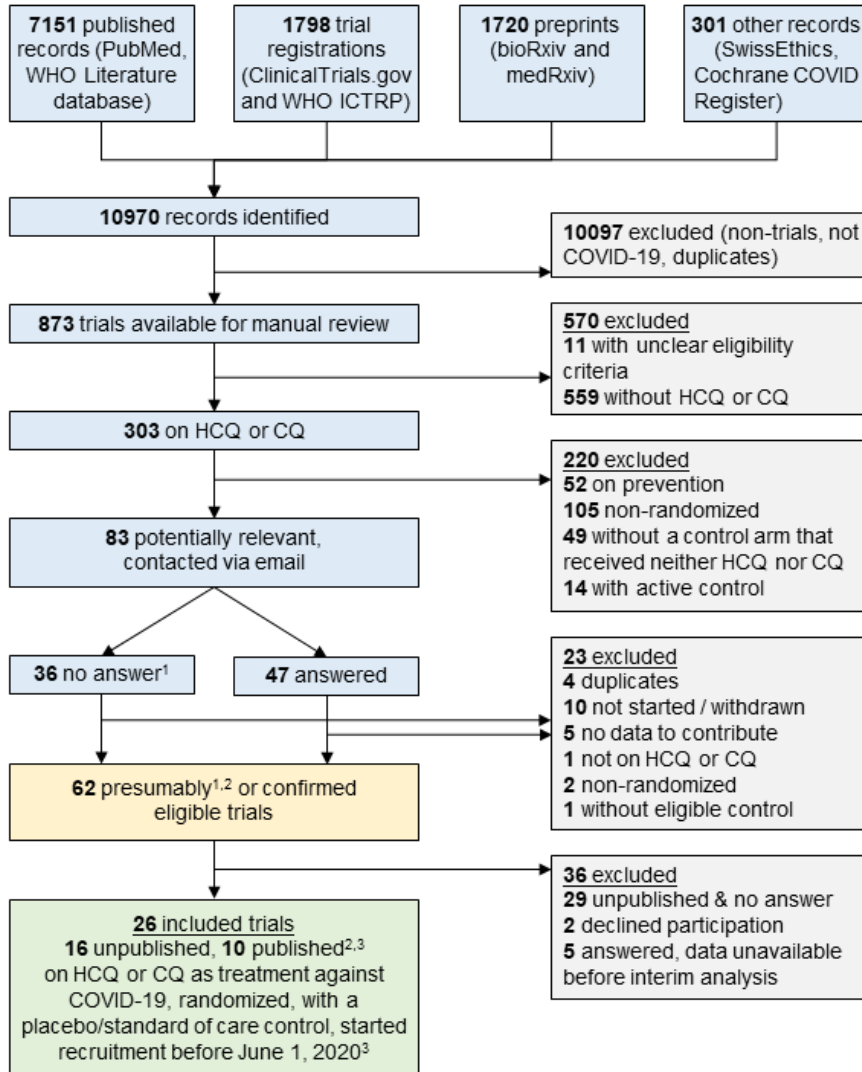 7151 published
records (PubMed,
WHO Literature
database)
1798 trial
registrations
(ClinicalTrials.gov
and WHO ICTRP)
1720 preprints
(bioRxiv and
medRxiv)
301 other records
(SwissEthics,
Cochrane COVID
Register)
10970 records identified
10097 excluded (non-trials, not
COVID-19, duplicates)
873 trials available for manual review
570 excluded
11 with unclear eligibility
criteria
559 without HCQ or CQ
303 on HCQ or CQ
220 excluded
52 on prevention
105 non-randomized
49 without a control arm that
received neither HCQ nor CQ
14 with active control
83 potentially relevant,
contacted via email
36 no answer¹
47 answered
23 excluded
4 duplicates
10 not started / withdrawn
5 no data to contribute
1 not on HCQ or CQ
2 non-randomized
1 without eligible control
62 presumably¹,² or confirmed
eligible trials
36 excluded
29 unpublished & no answer
2 declined participation
5 answered, data unavailable
before interim analysis
26 included trials
16 unpublished, 10 published²,³
on HCQ or CQ as treatment against
COVID-19, randomized, with a
placebo/standard of care control, started
recruitment before June 1, 2020³